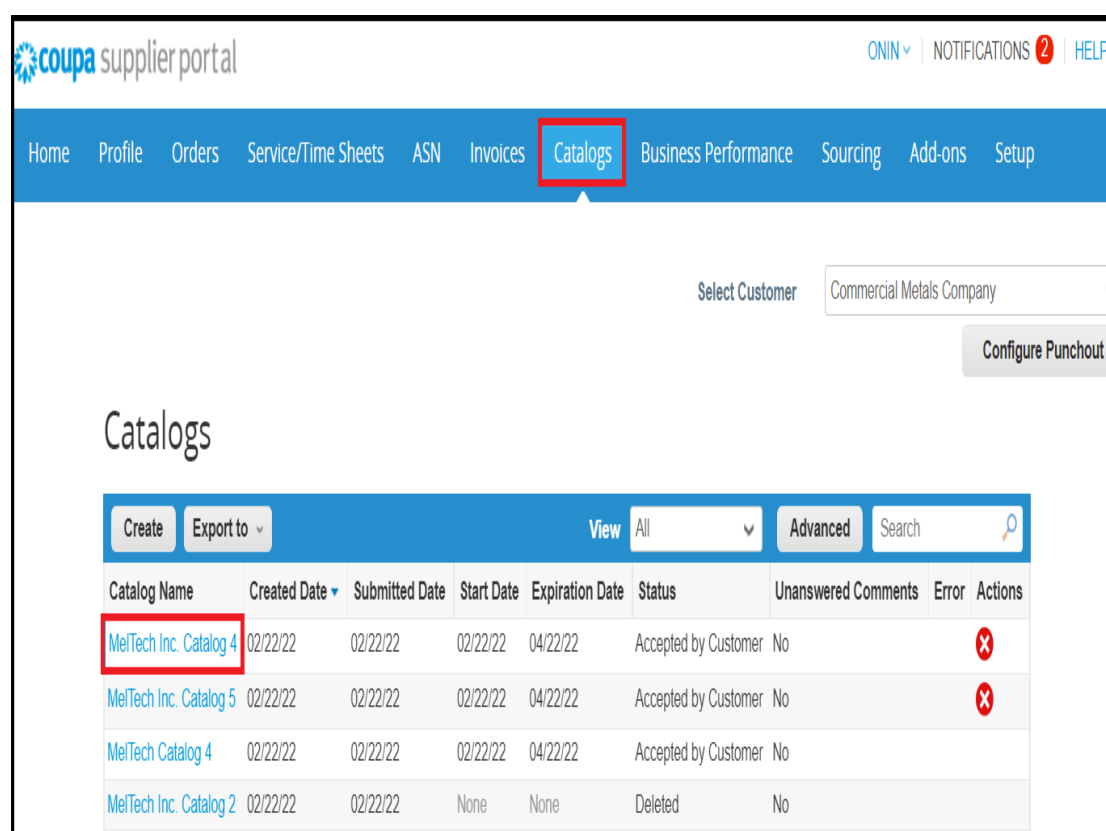 coupa supplier portal ONIN NOTIFICATIONS 2 HELP
Home Profile Orders Service/Time Sheets ASN Invoices Catalogs Business Performance Sourcing Add-ons Setup
Select Customer Commercial Metals Company
Configure Punchout
Catalogs
Create Export to View All Advanced Search
Catalog Name Created Date Submitted Date Start Date Expiration Date Status Unanswered Comments Error Actions
MelTech Inc. Catalog 4 02/22/22 02/22/22 02/22/22 04/22/22 Accepted by Customer No
MelTech Inc. Catalog 5 02/22/22 02/22/22 02/22/22 04/22/22 Accepted by Customer No
MelTech Catalog 4 02/22/22 02/22/22 02/22/22 04/22/22 Accepted by Customer No
MelTech Inc. Catalog 2 02/22/22 02/22/22 None None Deleted No